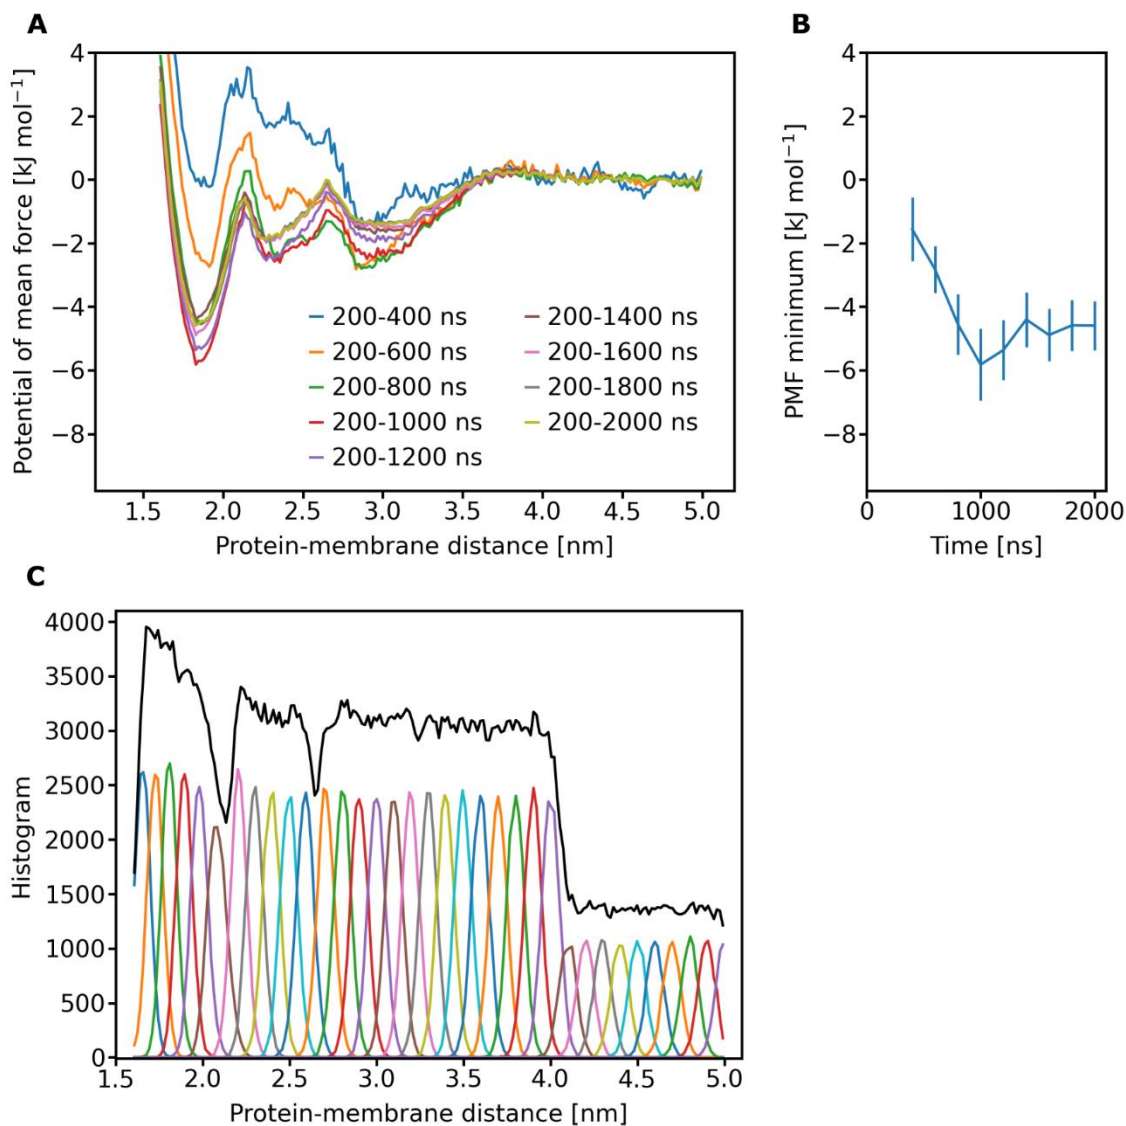 A
B
4
2
0
−2
−4
−6
−8
Potential of mean force [kJ mol⁻¹]
200-400 ns
200-600 ns
200-800 ns
200-1000 ns
200-1200 ns
200-1400 ns
200-1600 ns
200-1800 ns
200-2000 ns
1.5 2.0 2.5 3.0 3.5 4.0 4.5 5.0
Protein-membrane distance [nm]
4
2
0
−2
−4
−6
−8
PMF minimum [kJ mol⁻¹]
0 1000 2000
Time [ns]
C
4000
3500
3000
2500
2000
1500
1000
500
0
Histogram
1.5 2.0 2.5 3.0 3.5 4.0 4.5 5.0
Protein-membrane distance [nm]